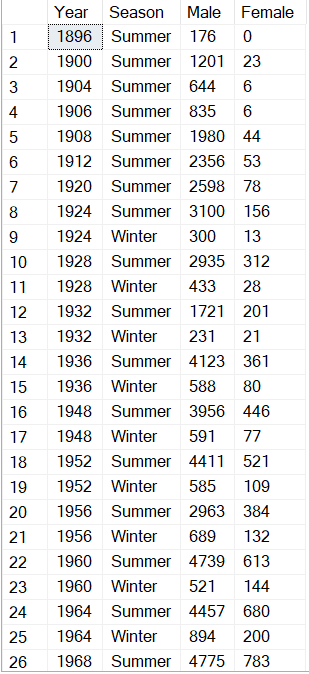 Year Season Male Female
1 1896 Summer 176 0
2 1900 Summer 1201 23
3 1904 Summer 644 6
4 1906 Summer 835 6
5 1908 Summer 1980 44
6 1912 Summer 2356 53
7 1920 Summer 2598 78
8 1924 Summer 3100 156
9 1924 Winter 300 13
10 1928 Summer 2935 312
11 1928 Winter 433 28
12 1932 Summer 1721 201
13 1932 Winter 231 21
14 1936 Summer 4123 361
15 1936 Winter 588 80
16 1948 Summer 3956 446
17 1948 Winter 591 77
18 1952 Summer 4411 521
19 1952 Winter 585 109
20 1956 Summer 2963 384
21 1956 Winter 689 132
22 1960 Summer 4739 613
23 1960 Winter 521 144
24 1964 Summer 4457 680
25 1964 Winter 894 200
26 1968 Summer 4775 783